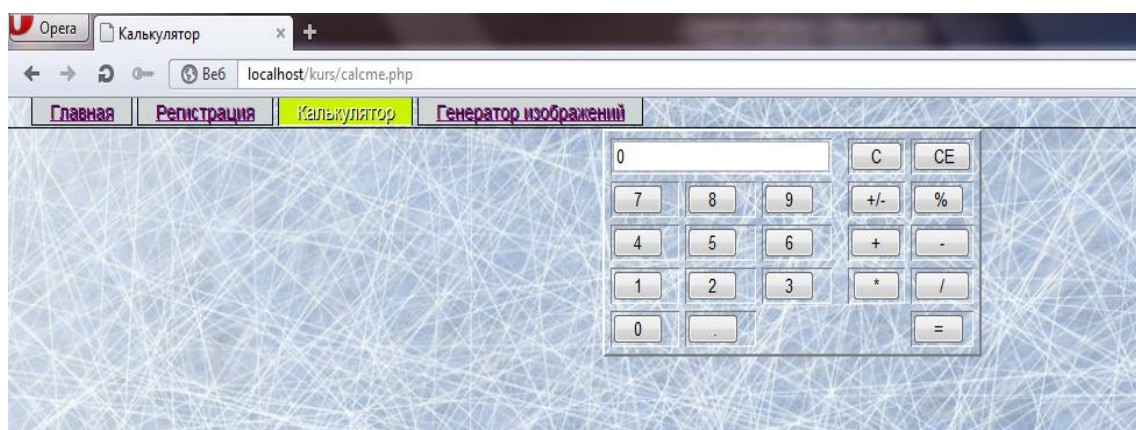 Opera Калькулятор × +
Веб localhost/kurs/calcme.php
Главная Регистрация Калькулятор Генератор изображений
0 C CE
7 8 9 +/- %
4 5 6 + -
1 2 3 * /
0 . =